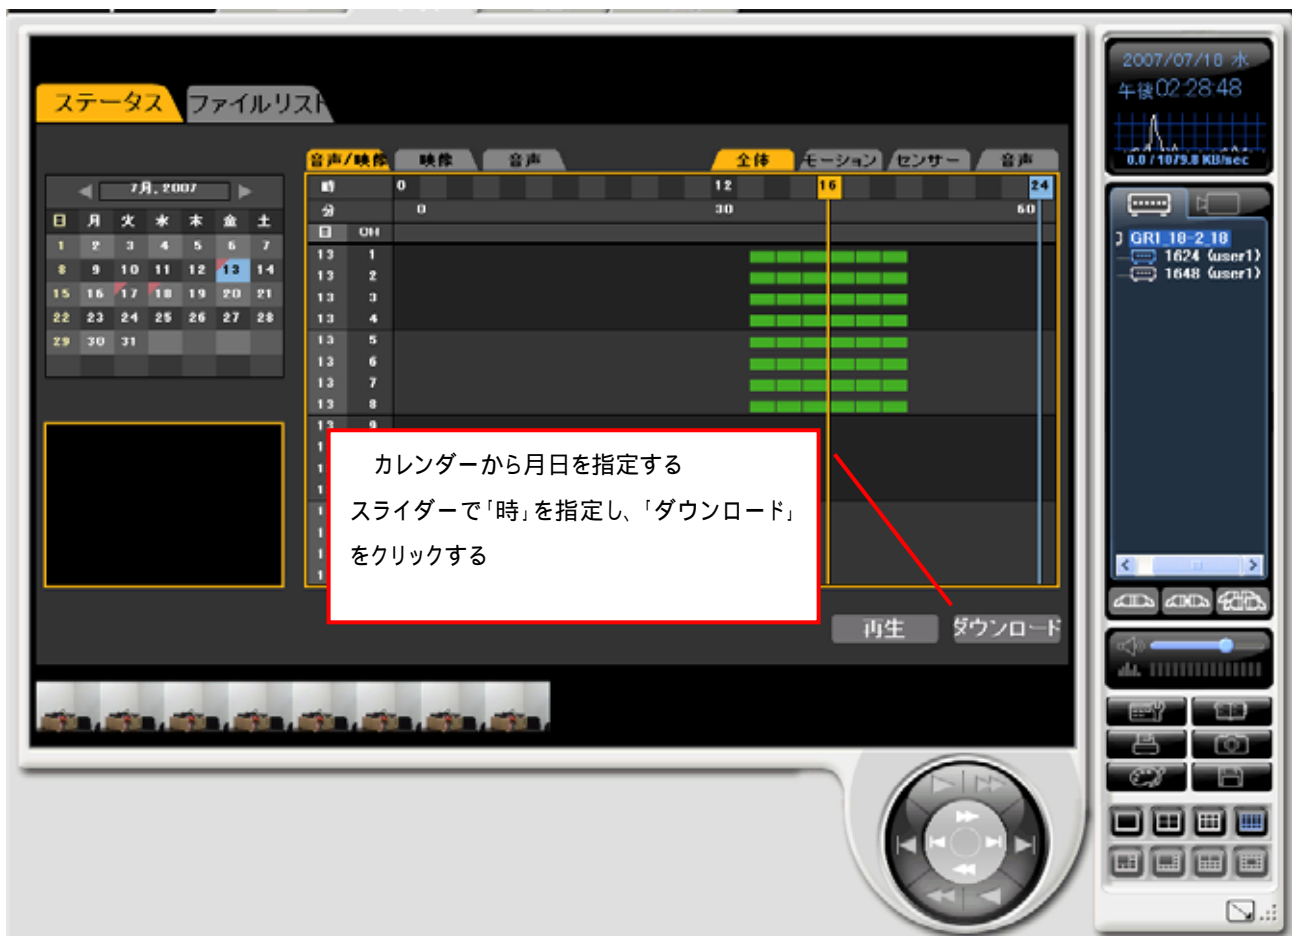 ステータス ファイルリスト
音声/映像 映像 音声 全体 モーション センサー 音声
時 0 12 16 24
分 0 30 60
日 CH
13 1
13 2
13 3
13 4
13 5
13 6
13 7
13 8
13 9
7月, 2007
日 月 火 水 木 金 土
1 2 3 4 5 6 7
8 9 10 11 12 13 14
15 16 17 18 19 20 21
22 23 24 25 26 27 28
29 30 31
カレンダーから月日を指定する
スライダーで「時」を指定し、「ダウンロード」
をクリックする
再生 ダウンロード
2007/07/18 水
午後02:28:48
0.0 / 1079.8 KB/sec
GR1_18-2_18
1624 (user1)
1648 (user1)